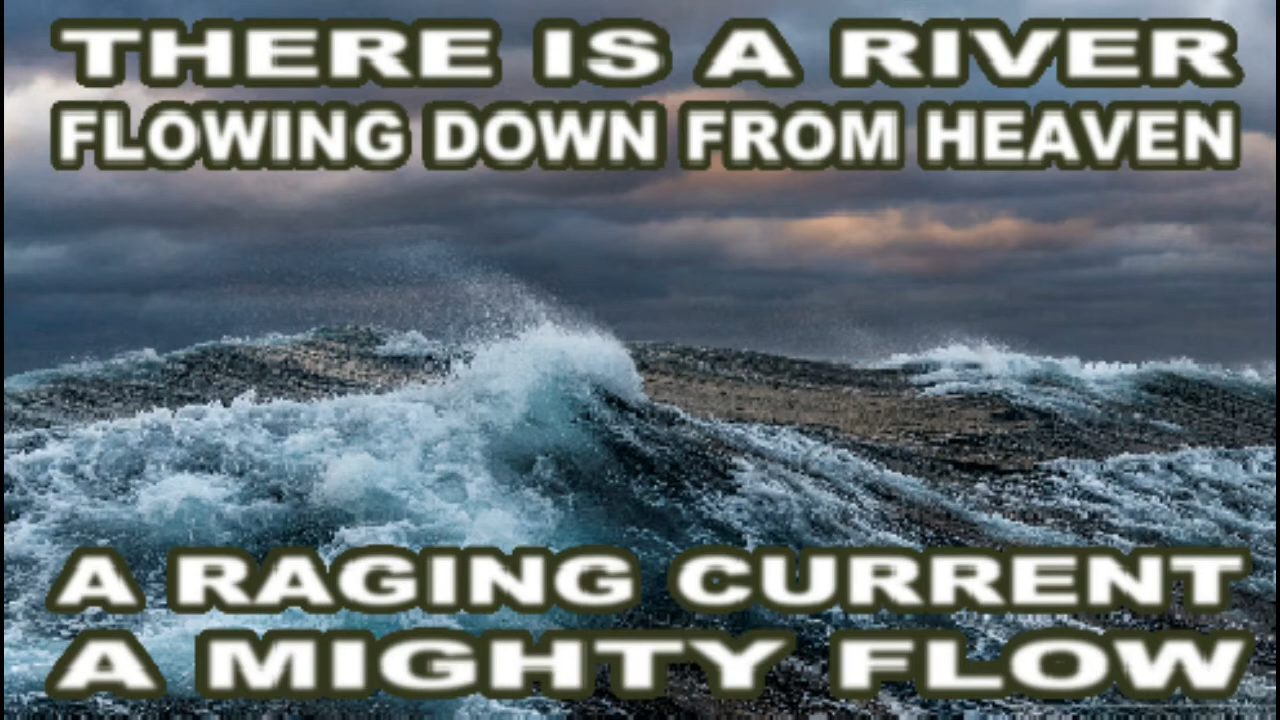 THERE IS A RIVER
FLOWING DOWN FROM HEAVEN
A RAGING CURRENT
A MIGHTY FLOW